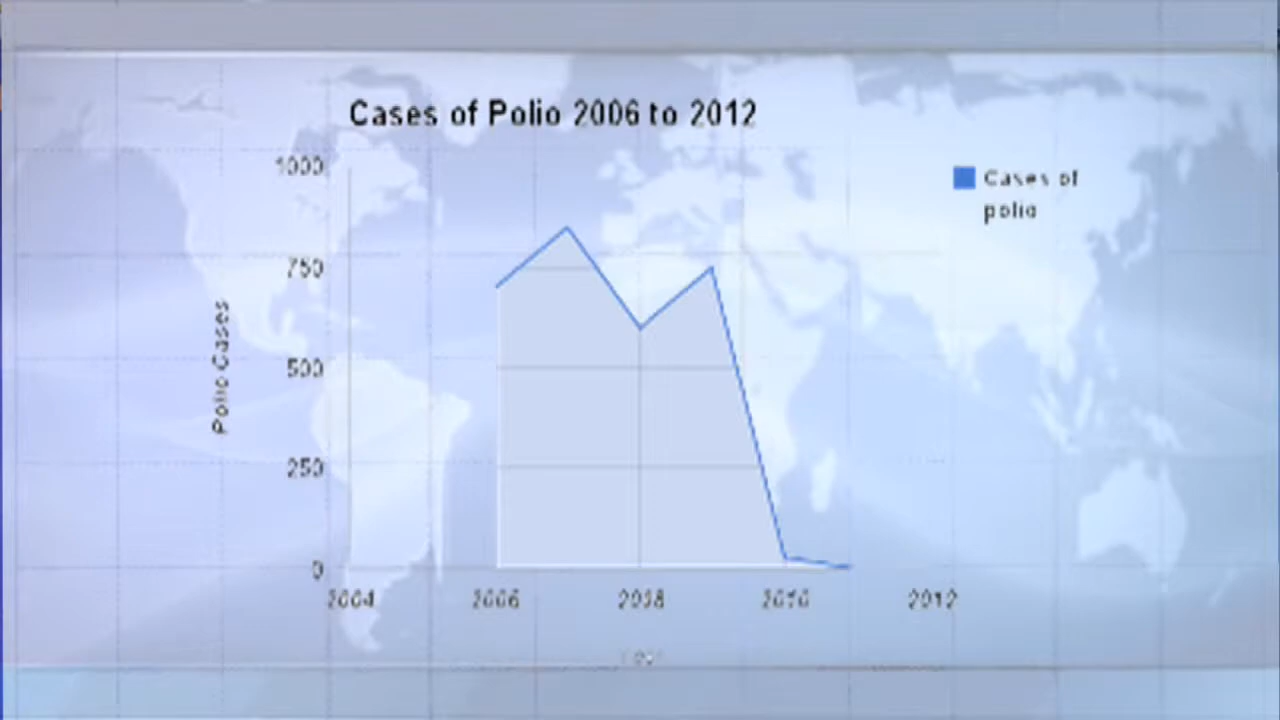 Cases of Polio 2006 to 2012
1000
750
500
250
0
Polio Cases
2004
2006
2008
2010
2012
Cases of
polio